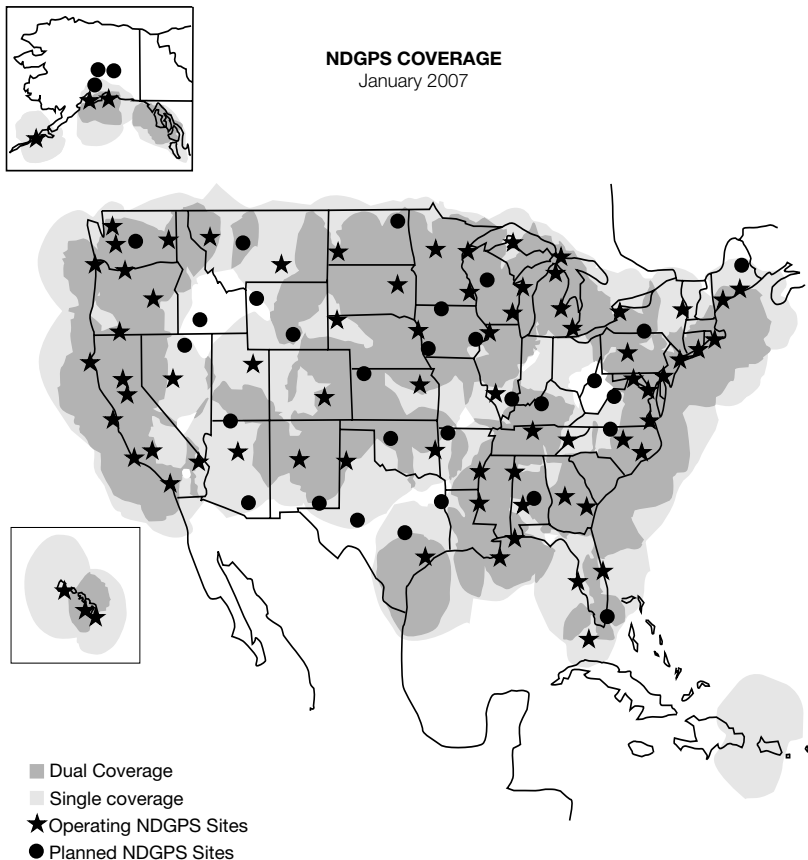 NDGPS COVERAGE
January 2007
Dual Coverage
Single coverage
Operating NDGPS Sites
Planned NDGPS Sites